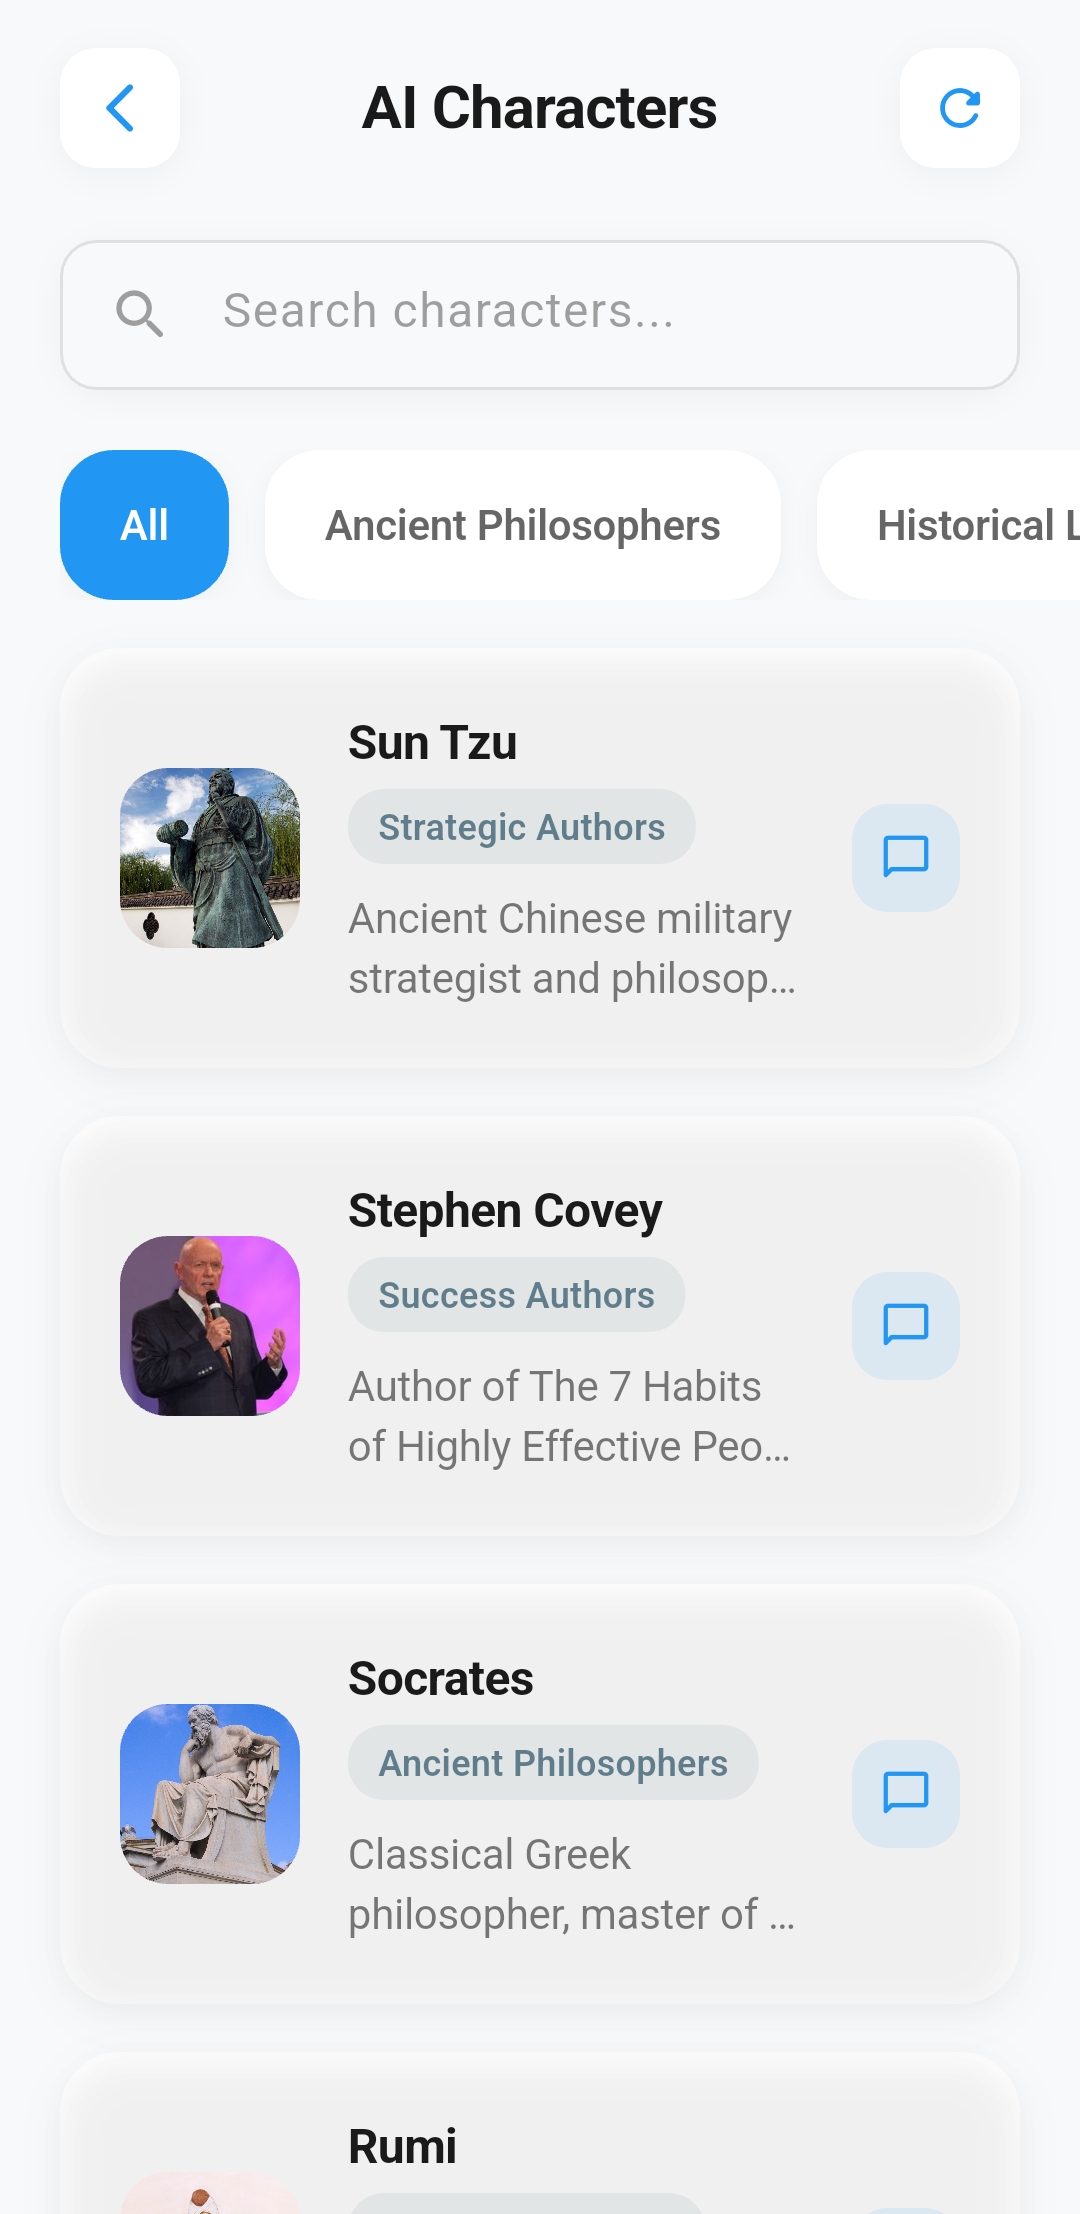 AI Characters
Search characters...
All
Ancient Philosophers
Historical L
Sun Tzu
Strategic Authors
Ancient Chinese military
strategist and philosop...
Stephen Covey
Success Authors
Author of The 7 Habits
of Highly Effective Peo...
Socrates
Ancient Philosophers
Classical Greek
philosopher, master of ...
Rumi